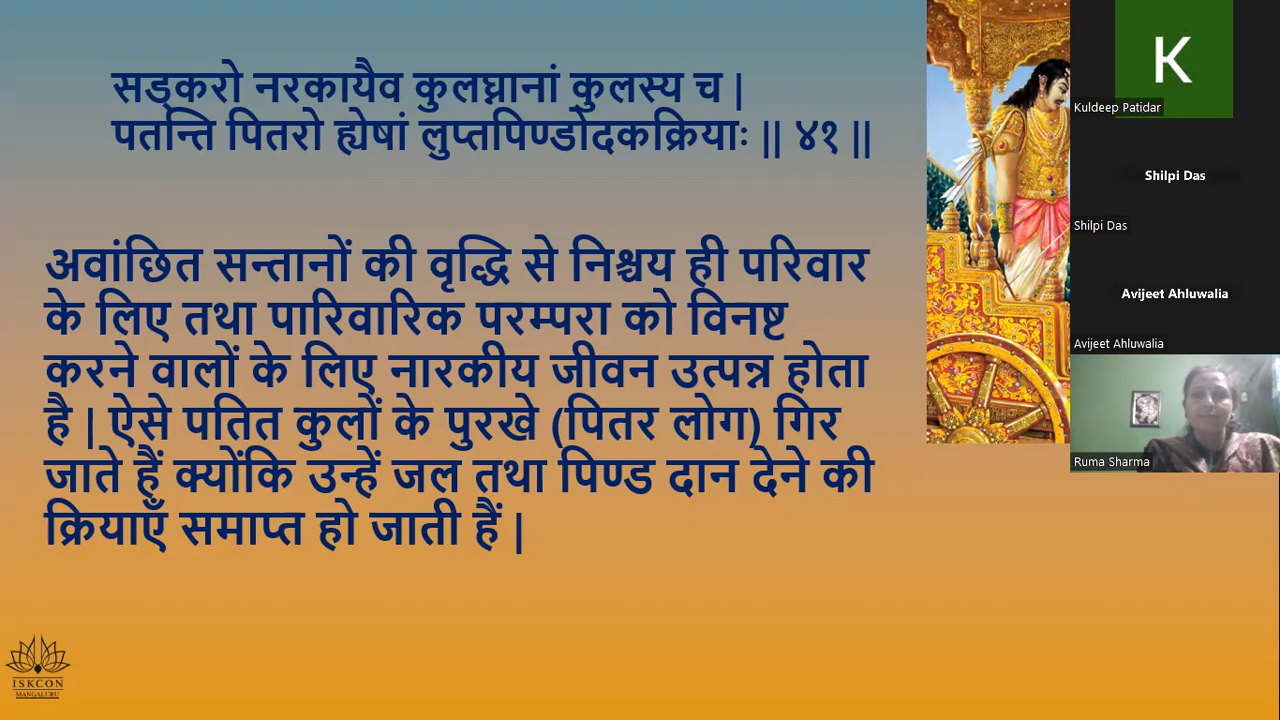 सड्करो नरकायैव कुलघ्नानां कुलस्य च |
पतन्ति पितरो ह्येषां लुप्तपिण्डोदकक्रियाः || ४१ ||
अवांछित सन्तानों की वृद्धि से निश्चय ही परिवार
के लिए तथा पारिवारिक परम्परा को विनष्ट
करने वालों के लिए नारकीय जीवन उत्पन्न होता
है | ऐसे पतित कुलों के पुरखे (पितर लोग) गिर
जाते हैं क्योंकि उन्हें जल तथा पिण्ड दान देने की
क्रियाएँ समाप्त हो जाती हैं |
ISKCON
MANGALURU
K
Kuldeep Patidar
Shilpi Das
Shilpi Das
Avijeet Ahluwalia
Avijeet Ahluwalia
Ruma Sharma